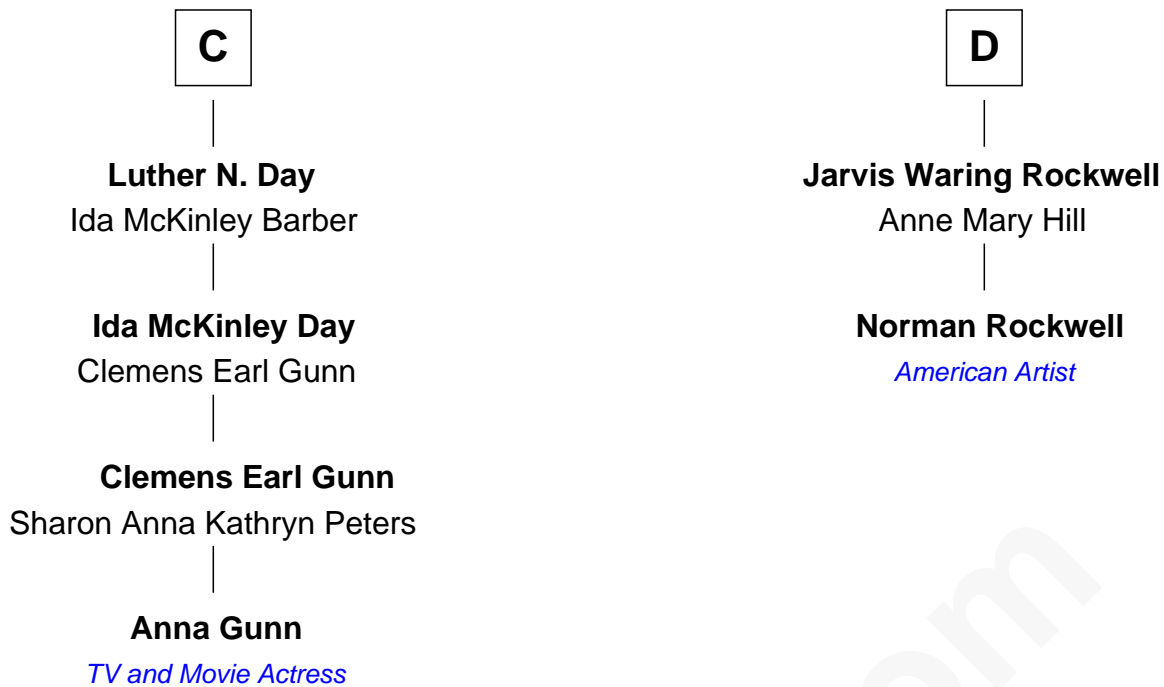 C
Luther N. Day
Ida McKinley Barber
Ida McKinley Day
Clemens Earl Gunn
Clemens Earl Gunn
Sharon Anna Kathryn Peters
Anna Gunn
TV and Movie Actress
D
Jarvis Waring Rockwell
Anne Mary Hill
Norman Rockwell
American Artist
om